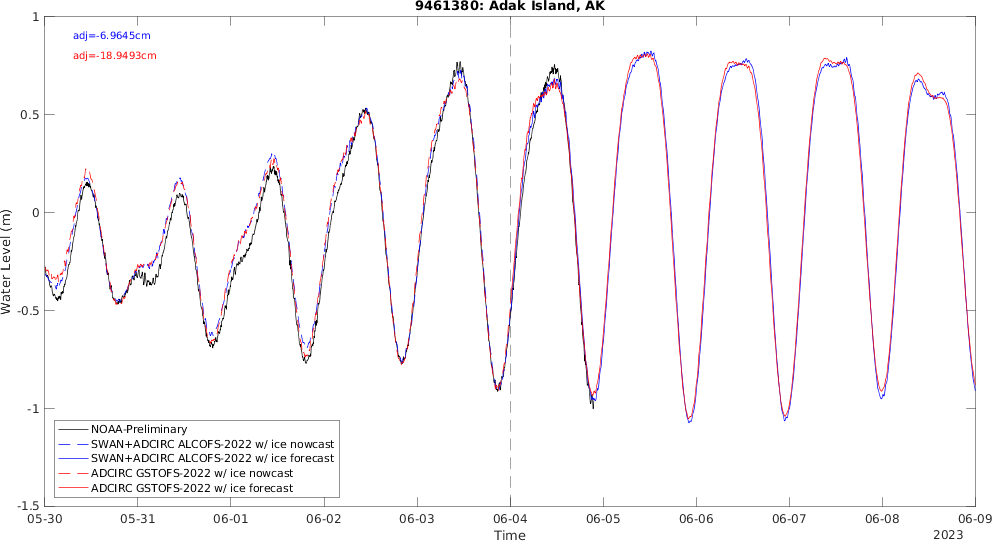 9461380: Adak Island, AK
adj=-6.9645cm
adj=-18.9493cm
1
0.5
0
-0.5
-1
-1.5
Water Level (m)
NOAA-Preliminary
SWAN+ADCIRC ALCOFS-2022 w/ ice nowcast
SWAN+ADCIRC ALCOFS-2022 w/ ice forecast
ADCIRC GSTOFS-2022 w/ ice nowcast
ADCIRC GSTOFS-2022 w/ ice forecast
05-30 05-31 06-01 06-02 06-03 06-04 06-05 06-06 06-07 06-08 06-09
Time
2023